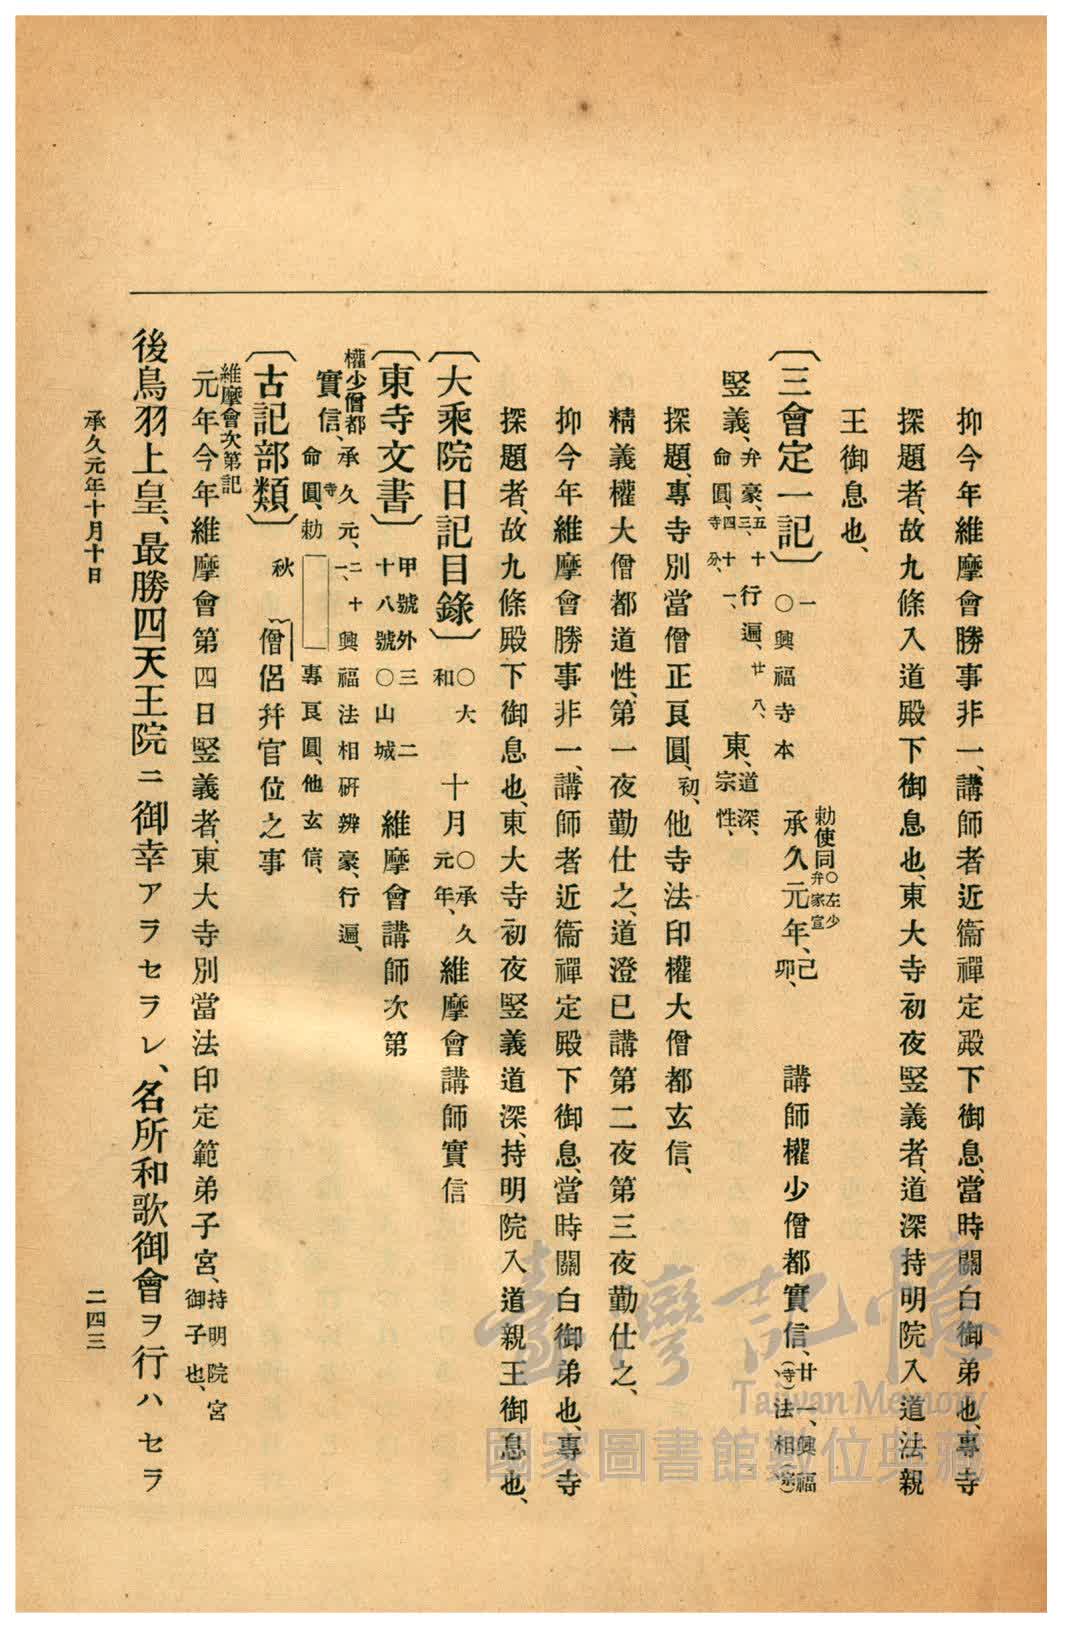 抑今年維摩會勝事非一、講師者近衞禪定殿下御息、當時關白御弟也、專寺
探題者、故九條入道殿下御息也、東大寺初夜竪義者、道深持明院入道法親
王御息也、
〔三會定一記〕一〇興福寺本 承久元年、己卯、勅使同〇左少弁家宣 講師權少僧都實信、廿一、興福(寺)、法相(宗)
竪義、弁豪、五十三、命圓、四十一、寺分、行遍、廿八、東、道深、宗性、
探題、專寺別當僧正良圓、初、他寺、法印權大僧都玄信、
精義權大僧都道性、第一夜勤仕之、道澄已講第二夜第三夜勤仕之、
抑今年維摩會勝事非一、講師者近衞禪定殿下御息、當時關白御弟也、專寺
探題者、故九條殿下御息也、東大寺初夜竪義道深、持明院入道親王御息也、
〔大乘院日記目錄〕〇大和 十月〇承久元年、維摩會講師實信
〔東寺文書〕甲號外三二十八號〇山城 維摩會講師次第
權少僧都
實信、承久元、二十一、興福法相研辨豪、行遍、
命圓、寺勅 專良圓、他玄信、
〔古記部類〕秋 僧侶幷官位之事
維摩會次第記
元年今年維摩會第四日竪義者、東大寺別當法印定範弟子宮、持明院宮御子也、
後鳥羽上皇、最勝四天王院ニ御幸アラセラレ、名所和歌御會ヲ行ハセラ
承久元年十月十日
二四三
臺灣記憶
Taiwan Memory
國家圖書館數位典藏